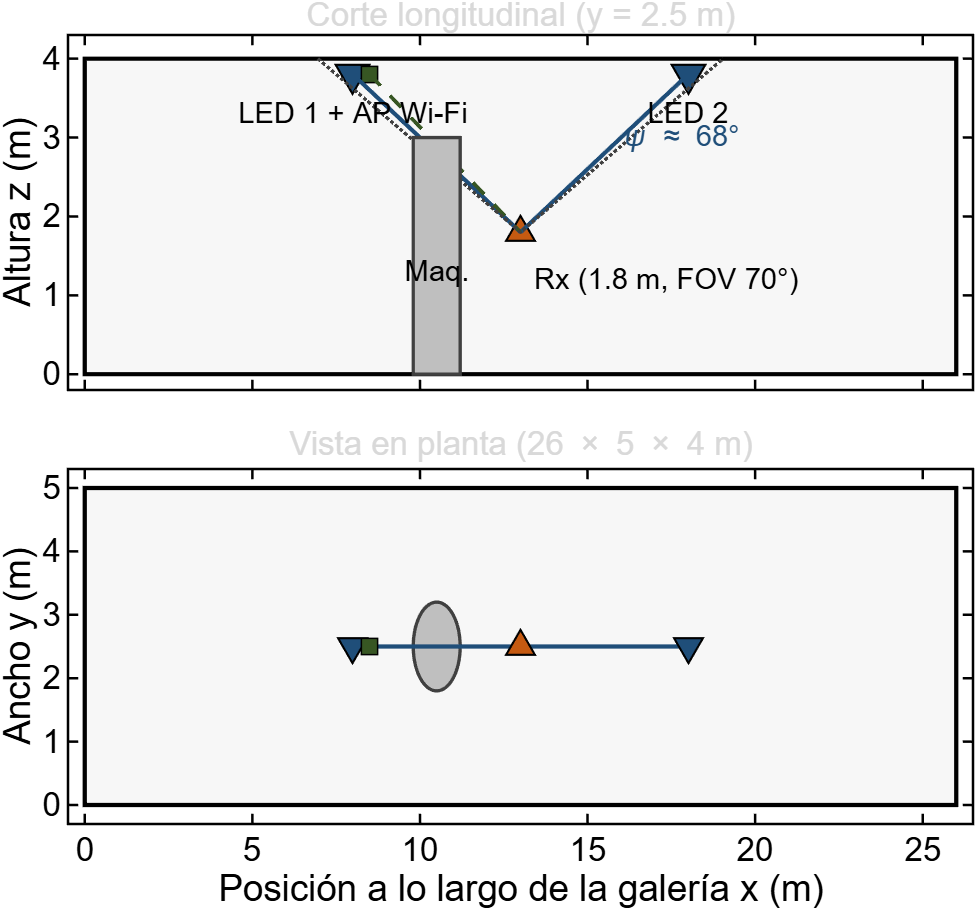 Corte longitudinal (y = 2.5 m)
Altura z (m)
4
3
2
1
0
LED 1 + AP Wi-Fi
LED 2
ψ ≈ 68°
Maq.
Rx (1.8 m, FOV 70°)
Vista en planta (26 × 5 × 4 m)
Ancho y (m)
5
4
3
2
1
0
0 5 10 15 20 25
Posición a lo largo de la galería x (m)